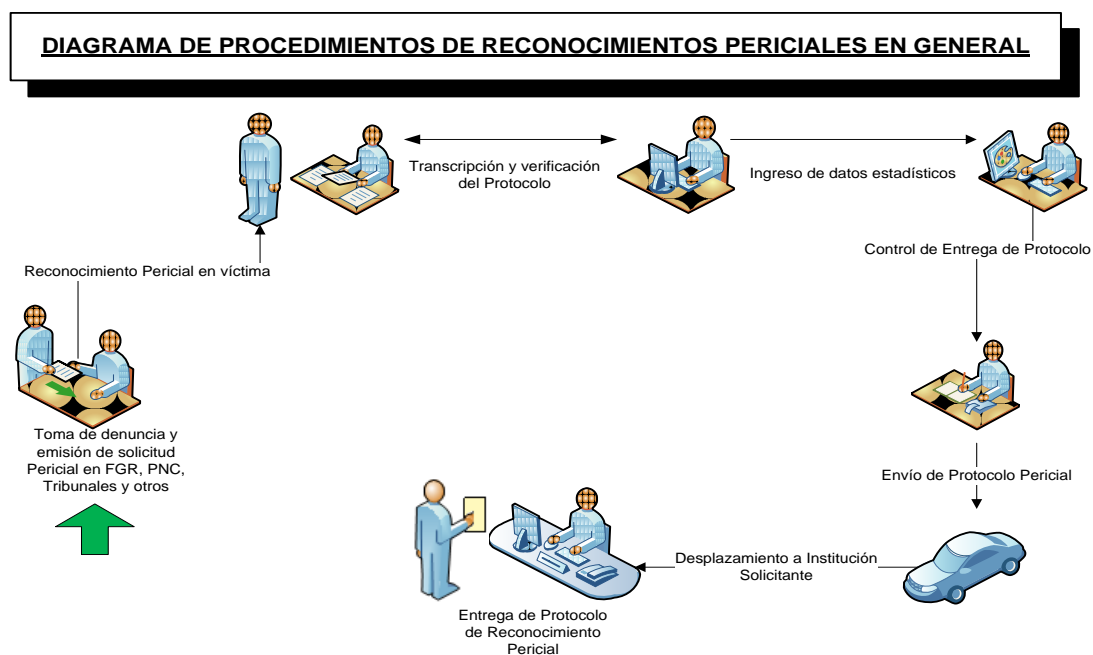 DIAGRAMA DE PROCEDIMIENTOS DE RECONOCIMIENTOS PERICIALES EN GENERAL
Transcripción y verificación
del Protocolo
Ingreso de datos estadísticos
Control de Entrega de Protocolo
Reconocimiento Pericial en víctima
Toma de denuncia y
emisión de solicitud
Pericial en FGR, PNC,
Tribunales y otros
Envío de Protocolo Pericial
Desplazamiento a Institución
Solicitante
Entrega de Protocolo
de Reconocimiento
Pericial